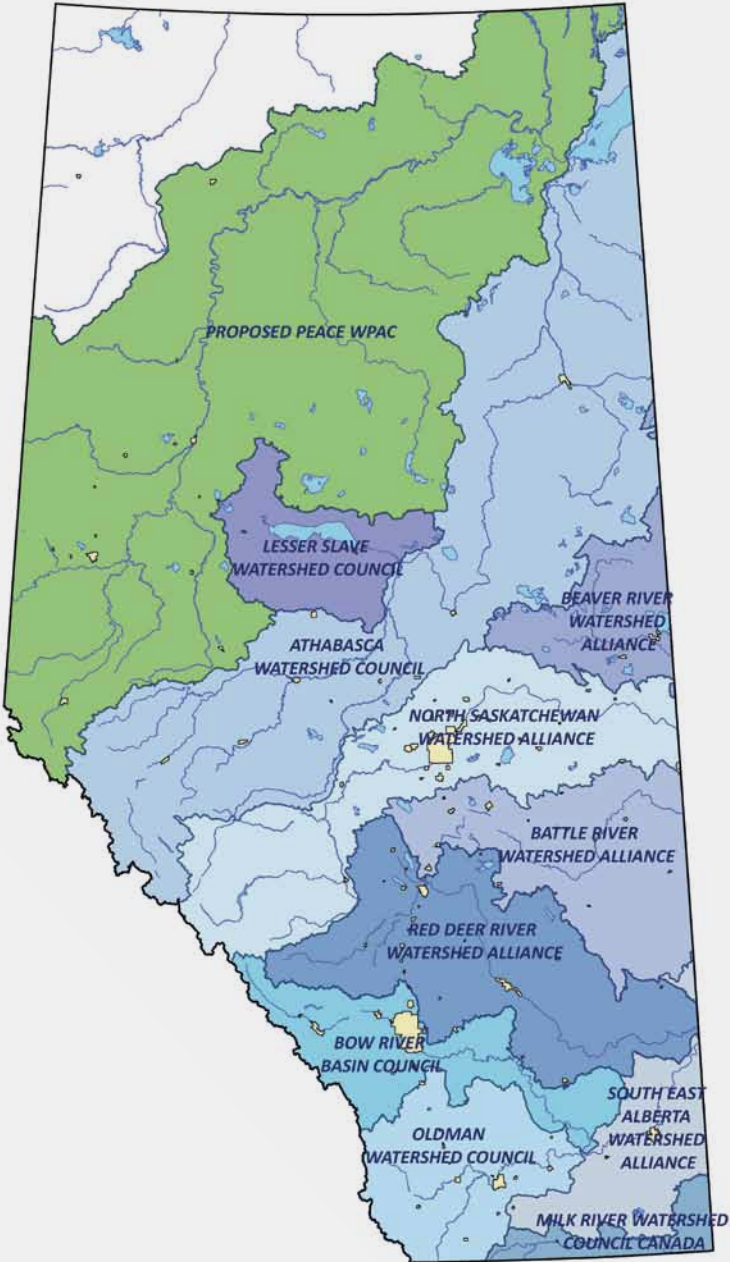 PROPOSED PEACE WPAC
LESSER SLAVE
WATERSHED COUNCIL
BEAVER RIVER
WATERSHED
ALLIANCE
ATHABASCA
WATERSHED COUNCIL
NORTH SASKATCHEWAN
WATERSHED ALLIANCE
BATTLE RIVER
WATERSHED ALLIANCE
RED DEER RIVER
WATERSHED ALLIANCE
BOW RIVER
BASIN COUNCIL
SOUTH EAST
ALBERTA
WATERSHED
ALLIANCE
OLDMAN
WATERSHED COUNCIL
MILK RIVER WATERSHED
COUNCIL CANADA